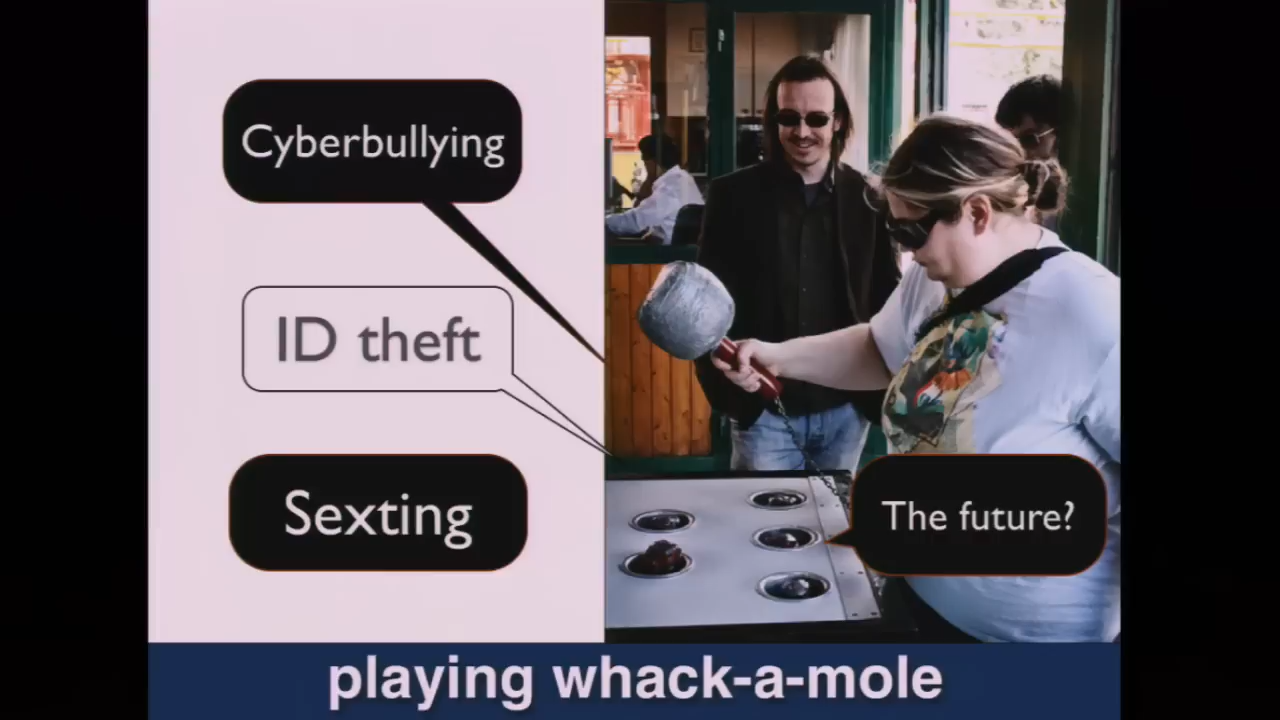 Cyberbullying
ID theft
Sexting
The future?
playing whack-a-mole